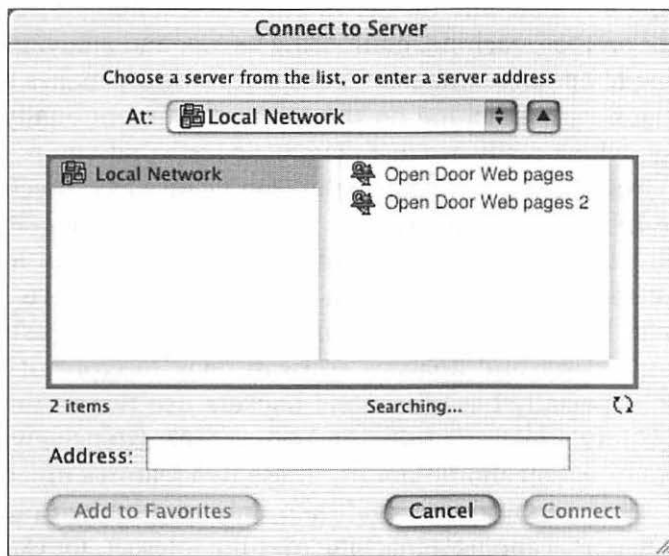 Connect to Server
Choose a server from the list, or enter a server address
At: Local Network
Local Network
Open Door Web pages
Open Door Web pages 2
2 items Searching...
Address:
Add to Favorites Cancel Connect